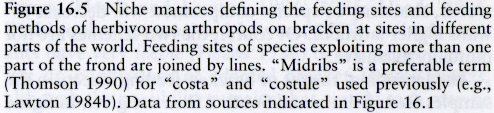 Figure 16.5 Niche matrices defining the feeding sites and feeding
methods of herbivorous arthropods on bracken at sites in different
parts of the world. Feeding sites of species exploiting more than one
part of the frond are joined by lines. “Midribs” is a preferable term
(Thomson 1990) for “costa” and “costule” used previously (e.g.,
Lawton 1984b). Data from sources indicated in Figure 16.1